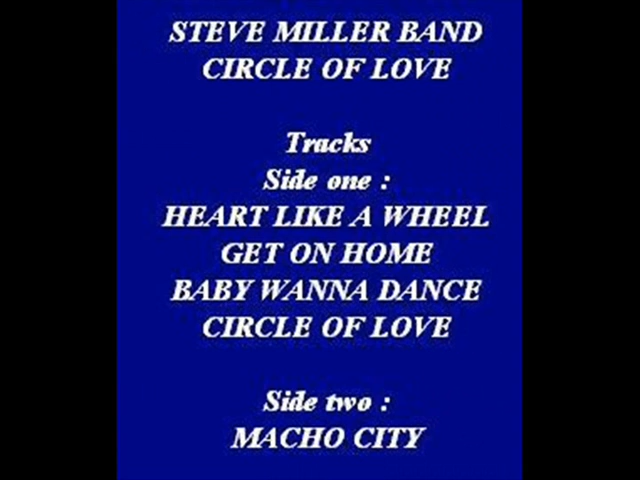 STEVE MILLER BAND
CIRCLE OF LOVE
Tracks
Side one :
HEART LIKE A WHEEL
GET ON HOME
BABY WANNA DANCE
CIRCLE OF LOVE
Side two :
MACHO CITY